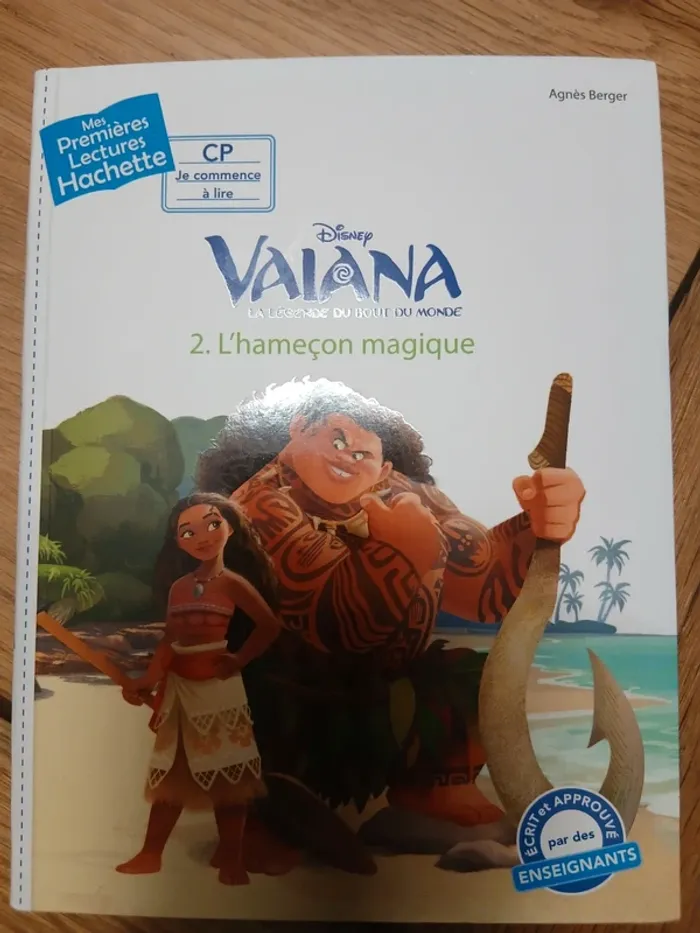 Agnès Berger
Mes
Premières
Lectures
Hachette
CP
Je commence
à lire
Disney
VAIANA
LA LÉGENDE DU BOUT DU MONDE
2. L'hameçon magique
ÉCRIT et APPROUVÉ
par des
ENSEIGNANTS